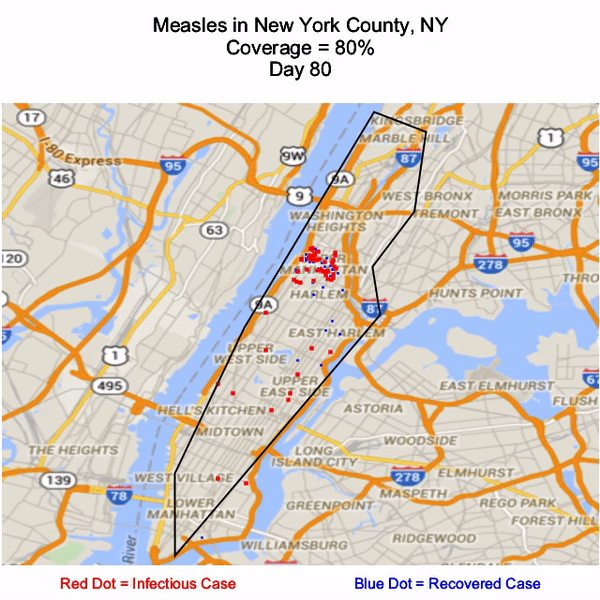 Measles in New York County, NY
Coverage = 80%
Day 80
17
KINGSBRIDGE
MARBLE HILL
1
I-80 Express
95
9W
87
95
46
9A
9
WEST BRONX
MORRIS PARK
WASHINGTON
HEIGHTS
TREMONT
EAST BRONX
63
95
120
278
MANHATTAN
THRO
HARLEM
HUNTS POINT
9A
87
EAST HARLEM
1
UPPER
WEST SIDE
495
UPPER
EAST SIDE
EAST ELMHURST
67
FLUSH
HELL'S KITCHEN
ASTORIA
MIDTOWN
WOODSIDE
THE HEIGHTS
LONG
ISLAND CITY
139
WEST VILLAGE
278
ELMHURST
78
MASPETH
LOWER
MANHATTAN
GREENPOINT
REGO PARK
FOREST HILL
River
WILLIAMSBURG
RIDGEWOOD
Red Dot = Infectious Case
Blue Dot = Recovered Case